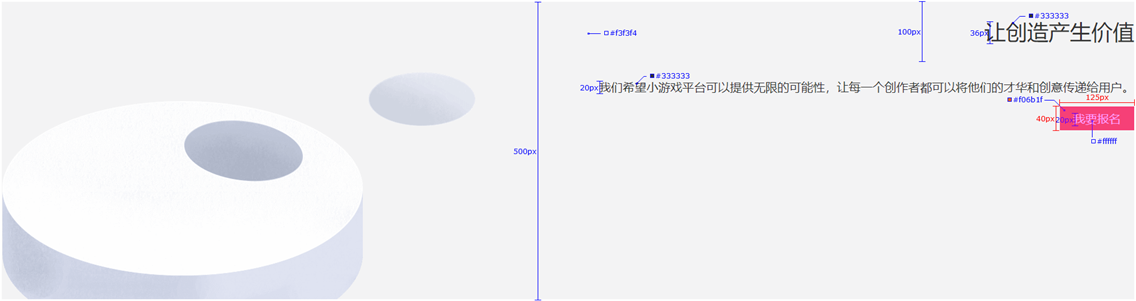 #333333
让创造产生价值
36px
100px
#f3f3f4
#333333
20px
我们希望小游戏平台可以提供无限的可能性，让每一个创作者都可以将他们的才华和创意传递给用户。
#f06b1f
125px
40px
20px
我要报名
#ffffff
500px